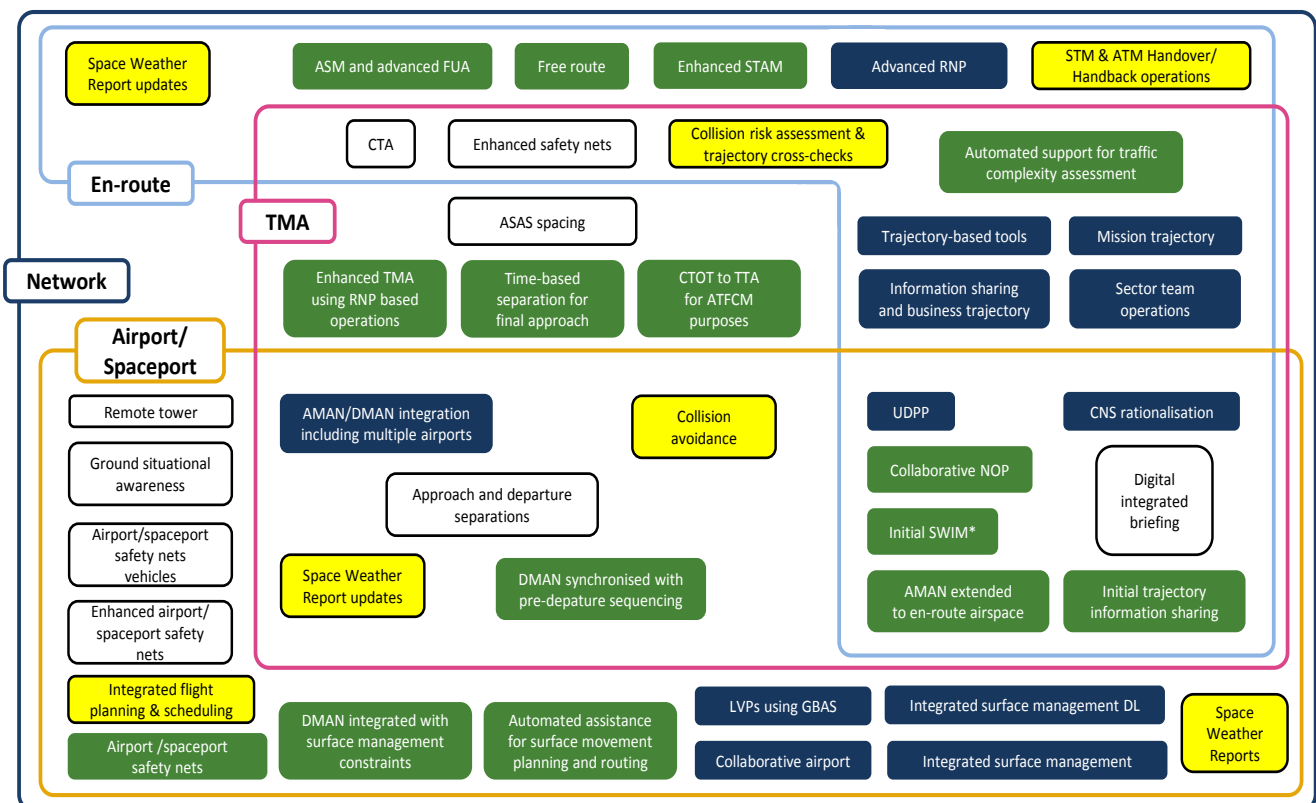 Space Weather
Report updates
ASM and advanced FUA
Free route
Enhanced STAM
Advanced RNP
STM & ATM Handover/
Handback operations
CTA
Enhanced safety nets
Collision risk assessment &
trajectory cross-checks
Automated support for traffic
complexity assessment
En-route
TMA
ASAS spacing
Trajectory-based tools
Mission trajectory
Network
Enhanced TMA
using RNP based
operations
Time-based
separation for
final approach
CTOT to TTA
for ATFCM
purposes
Information sharing
and business trajectory
Sector team
operations
Airport/
Spaceport
Remote tower
Ground situational
awareness
Airport/spaceport
safety nets
vehicles
Enhanced airport/
spaceport safety
nets
Integrated flight
planning & scheduling
Airport /spaceport
safety nets
AMAN/DMAN integration
including multiple airports
Collision
avoidance
Approach and departure
separations
Space Weather
Report updates
DMAN synchronised with
pre-depature sequencing
UDPP
CNS rationalisation
Collaborative NOP
Digital
integrated
briefing
Initial SWIM*
AMAN extended
to en-route airspace
Initial trajectory
information sharing
DMAN integrated with
surface management
constraints
Automated assistance
for surface movement
planning and routing
LVPs using GBAS
Integrated surface management DL
Collaborative airport
Integrated surface management
Space
Weather
Reports